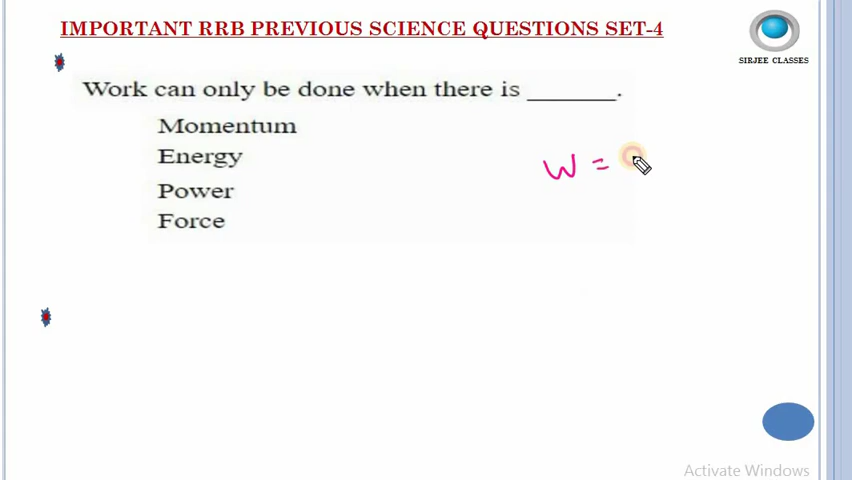 IMPORTANT RRB PREVIOUS SCIENCE QUESTIONS SET-4
SIRJEE CLASSES
Work can only be done when there is _______.
Momentum
Energy
Power
Force
W =
Activate Windows